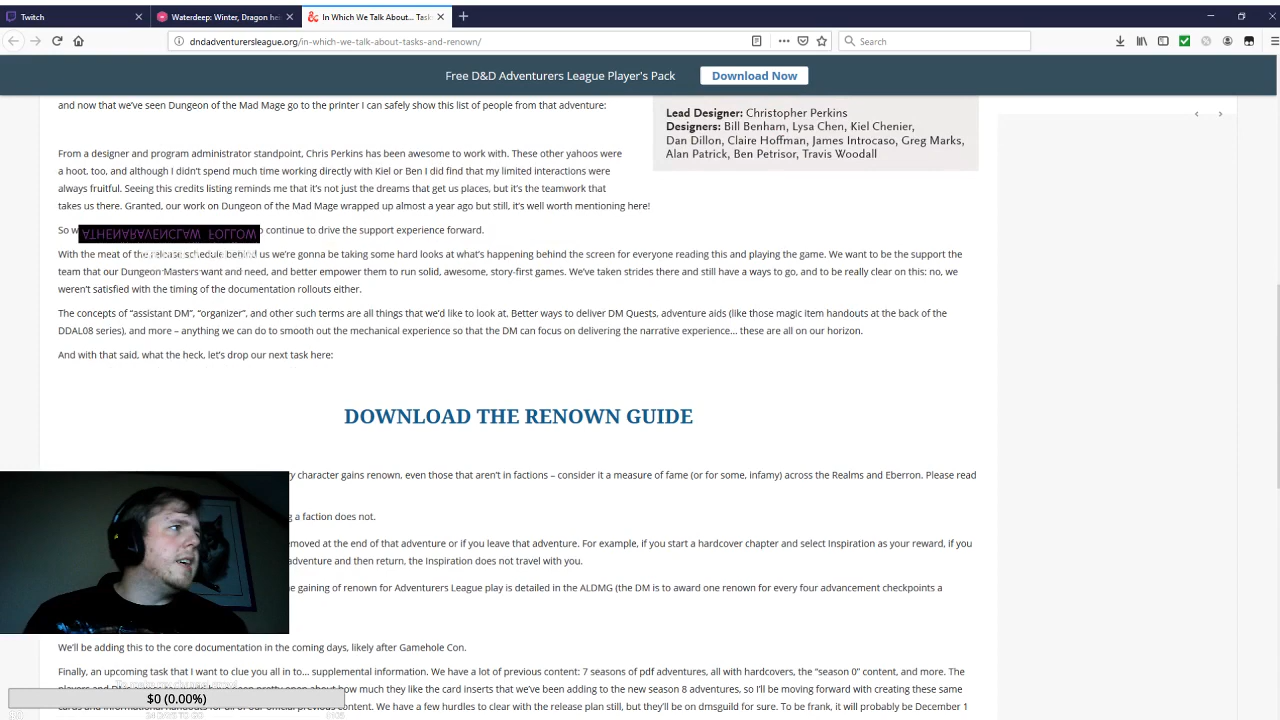 Twitch
Waterdeep: Winter, Dragon he
In Which We Talk About... Task
dndadventurersleague.org/in-which-we-talk-about-tasks-and-renown/
Search
Free D&D Adventurers League Player's Pack
Download Now
and now that we've seen Dungeon of the Mad Mage go to the printer I can safely show this list of people from that adventure:
Lead Designer: Christopher Perkins
Designers: Bill Benham, Lysa Chen, Kiel Chenier,
Dan Dillon, Claire Hoffman, James Introcaso, Greg Marks,
Alan Patrick, Ben Petrisor, Travis Woodall
From a designer and program administrator standpoint, Chris Perkins has been awesome to work with. These other yahoos were
a hoot, too, and although I didn't spend much time working directly with Kiel or Ben I did find that my limited interactions were
always fruitful. Seeing this credits listing reminds me that it's not just the dreams that get us places, but it's the teamwork that
takes us there. Granted, our work on Dungeon of the Mad Mage wrapped up almost a year ago but still, it's well worth mentioning here!
So w
ATHENARAVENCLAW FOLLOW
continue to drive the support experience forward.
With the meat of the release schedule behind us we're gonna be taking some hard looks at what's happening behind the screen for everyone reading this and playing the game. We want to be the support the
team that our Dungeon Masters want and need, and better empower them to run solid, awesome, story-first games. We've taken strides there and still have a ways to go, and to be really clear on this: no, we
weren't satisfied with the timing of the documentation rollouts either.
The concepts of "assistant DM", "organizer", and other such terms are all things that we'd like to look at. Better ways to deliver DM Quests, adventure aids (like those magic item handouts at the back of the
DDAL08 series), and more – anything we can do to smooth out the mechanical experience so that the DM can focus on delivering the narrative experience… these are all on our horizon.
And with that said, what the heck, let's drop our next task here:
DOWNLOAD THE RENOWN GUIDE
y character gains renown, even those that aren't in factions – consider it a measure of fame (or for some, infamy) across the Realms and Eberron. Please read
g a faction does not.
emoved at the end of that adventure or if you leave that adventure. For example, if you start a hardcover chapter and select Inspiration as your reward, if you
adventure and then return, the Inspiration does not travel with you.
e gaining of renown for Adventurers League play is detailed in the ALDMG (the DM is to award one renown for every four advancement checkpoints a
We'll be adding this to the core documentation in the coming days, likely after Gamehole Con.
Finally, an upcoming task that I want to clue you all in to… supplemental information. We have a lot of previous content: 7 seasons of pdf adventures, all with hardcovers, the "season 0" content, and more. The
how much they like the card inserts that we've been adding to the new season 8 adventures, so I'll be moving forward with creating these same
$0 (0.00%)
content. We have a few hurdles to clear with the release plan still, but they'll be on dmsguild for sure. To be frank, it will probably be December 1